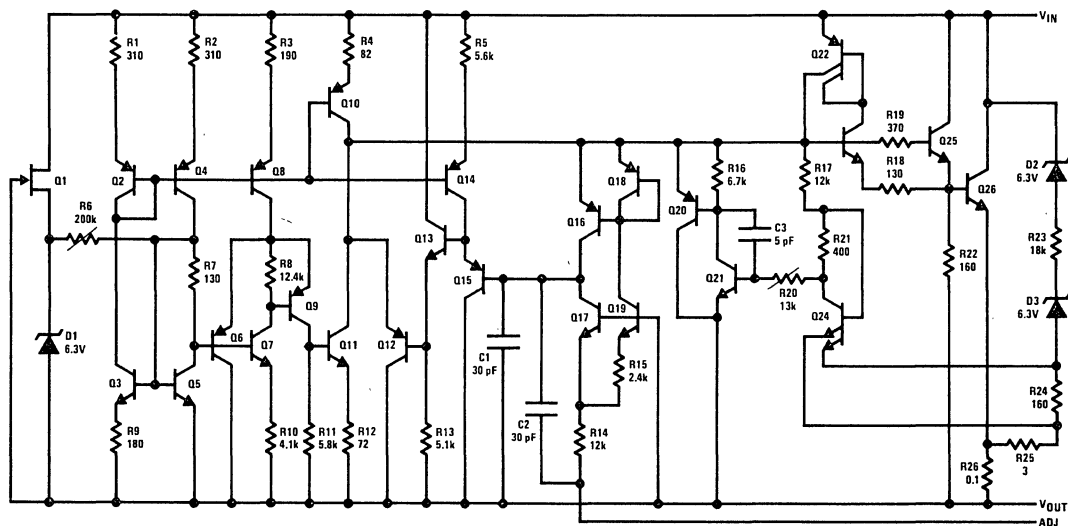 VIN
R1
310
R2
310
R3
190
R4
82
R5
5.6k
Q22
Q10
R19
370
Q25
Q1
Q2
Q4
Q8
Q14
Q18
R16
6.7k
R17
12k
R18
130
Q26
D2
6.3V
R6
200k
Q16
Q20
C3
5 pF
R21
400
R23
18k
R7
130
R8
12.4k
Q9
Q13
Q15
Q21
R20
13k
R22
160
D1
6.3V
Q6
Q7
Q11
Q12
Q17
Q19
Q24
D3
6.3V
C1
30 pF
R15
2.4k
Q3
Q5
R24
160
R9
180
R10
4.1k
R11
5.8k
R12
72
R13
5.1k
C2
30 pF
R14
12k
R26
0.1
R25
3
VOUT
ADJ